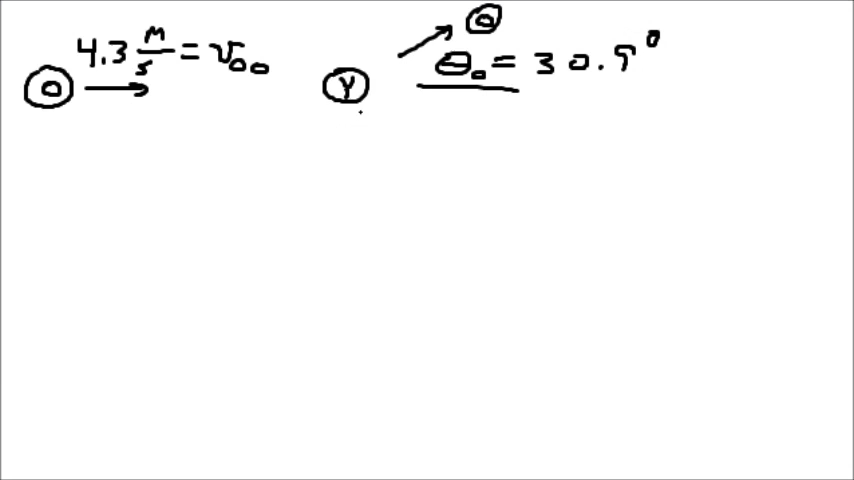 4.3 m/s = v₀₀
O → Y
O
θ₀ = 30.5°